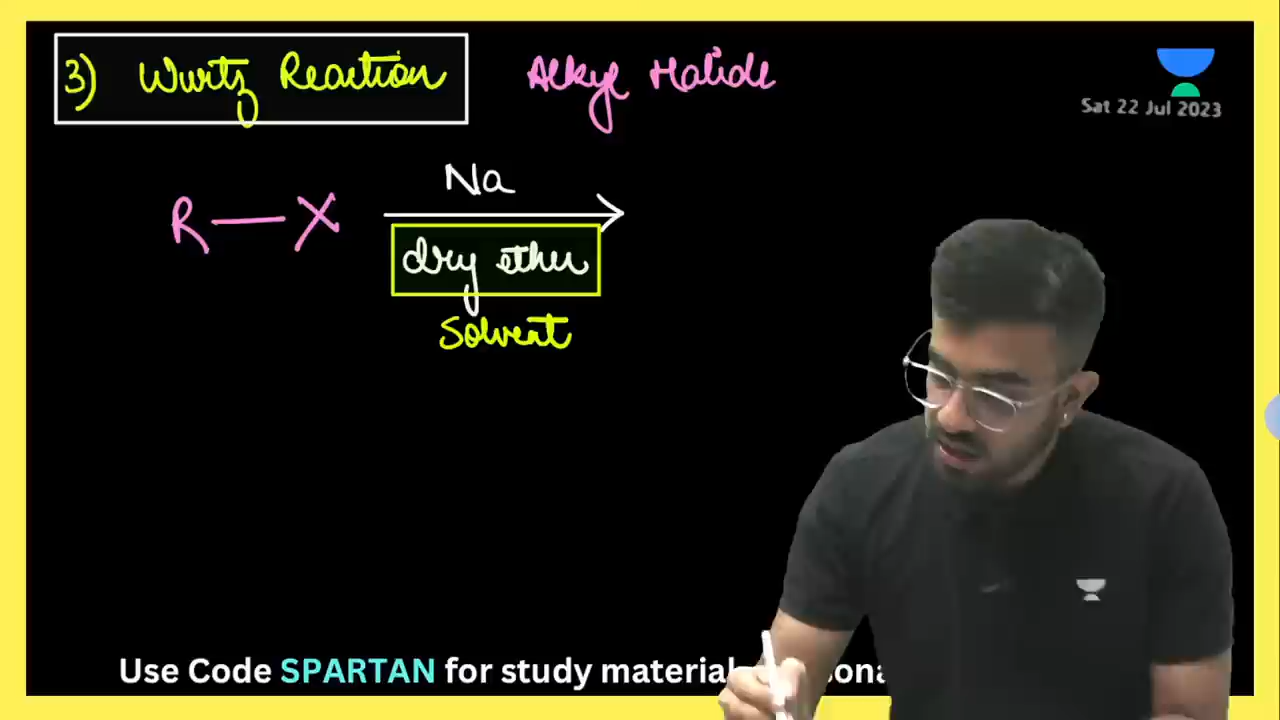 3) Wurtz Reaction
Alkyl Halide
Sat 22 Jul 2023
Na
R — X
dry ether
Solvent
Use Code SPARTAN for study material